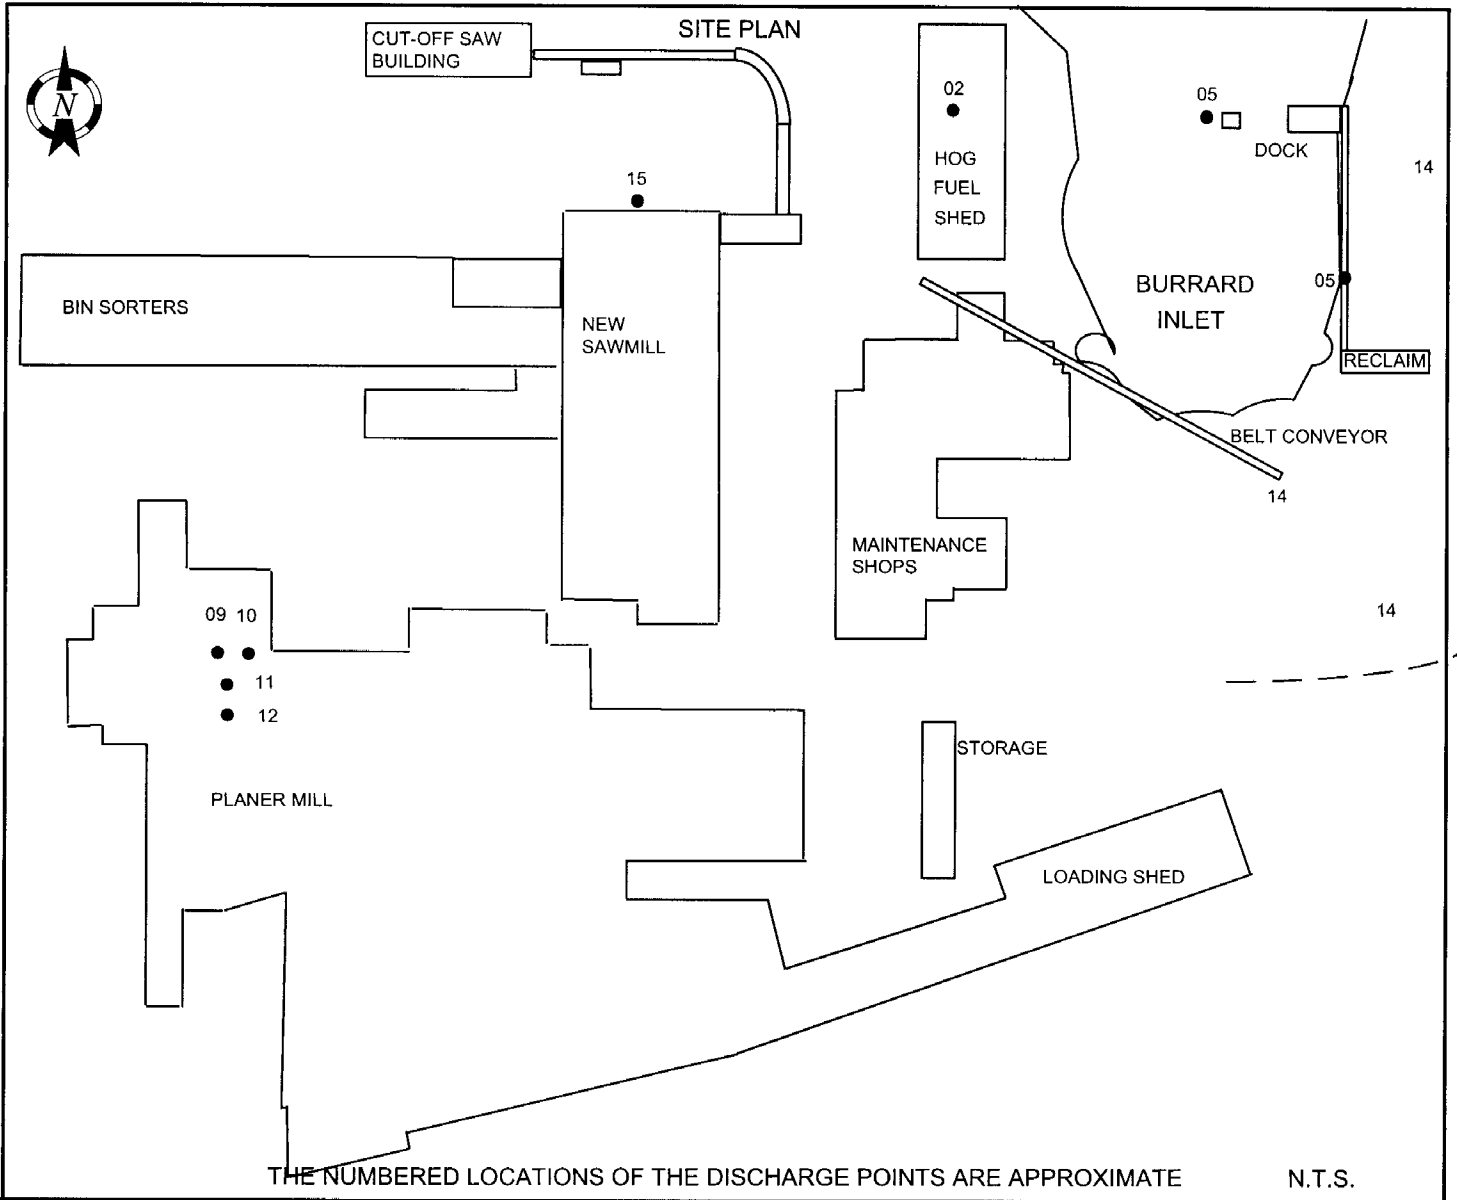 SITE PLAN
CUT-OFF SAW
BUILDING
N
02
05
DOCK
14
HOG
FUEL
SHED
15
BIN SORTERS
NEW
SAWMILL
BURRARD
INLET
05
RECLAIM
BELT CONVEYOR
14
MAINTENANCE
SHOPS
14
09 10
11
12
STORAGE
PLANER MILL
LOADING SHED
THE NUMBERED LOCATIONS OF THE DISCHARGE POINTS ARE APPROXIMATE
N.T.S.